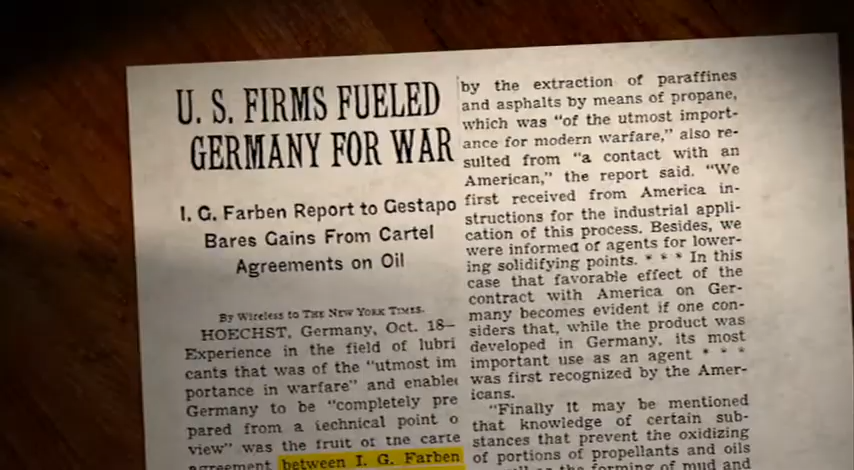 U. S. FIRMS FUELED
GERMANY FOR WAR
I. G. Farben Report to Gestapo
Bares Gains From Cartel
Agreements on Oil
By Wireless to THE NEW YORK TIMES.
HOECHST, Germany, Oct. 18—
Experience in the field of lubri
cants that was of the "utmost im
portance in warfare" and enable
Germany to be "completely pre
pared from a technical point o
view" was the fruit of the carte
agreement between I. G. Farben
by the extraction of paraffines
and asphalts by means of propane,
which was "of the utmost import-
ance for modern warfare," also re-
sulted from "a contact with an
American," the report said. "We
first received from America in-
structions for the industrial appli-
cation of this process. Besides, we
were informed of agents for lower-
ing solidifying points. * * * In this
case that favorable effect of the
contract with America on Ger-
many becomes evident if one con-
siders that, while the product was
developed in Germany, its most
important use as an agent * * *
was first recognized by the Amer-
icans.
"Finally it may be mentioned
that knowledge of certain sub-
stances that prevent the oxidizing
of portions of propellants and oils
as the forming of mud and